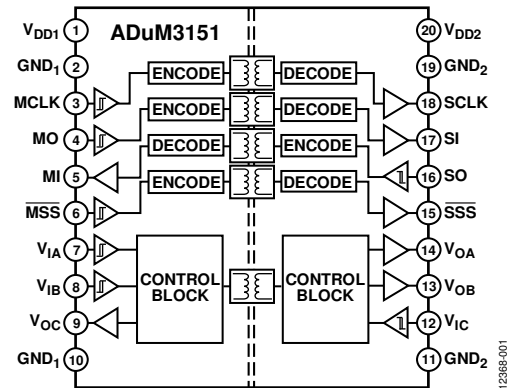 ADuM3151
VDD1 1
20 VDD2
GND1 2
19 GND2
MCLK 3
ENCODE
DECODE
18 SCLK
MO 4
ENCODE
DECODE
17 SI
MI 5
DECODE
ENCODE
16 SO
MSS 6
ENCODE
DECODE
15 SSS
VIA 7
14 VOA
VIB 8
CONTROL BLOCK
CONTROL BLOCK
13 VOB
VOC 9
12 VIC
GND1 10
11 GND2
12368-001